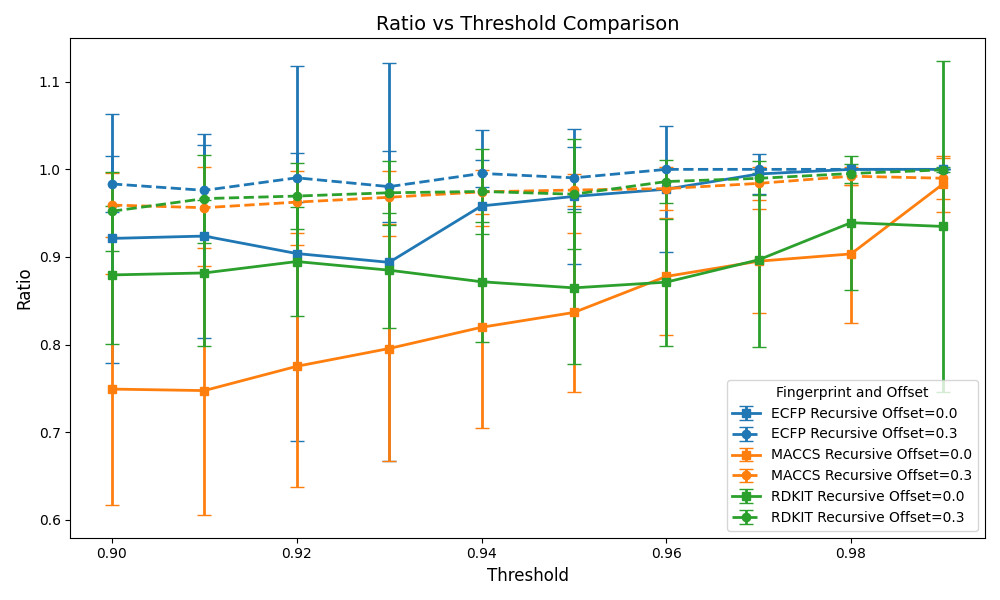 Ratio vs Threshold Comparison
Ratio
1.1
1.0
0.9
0.8
0.7
0.6
0.90
0.92
0.94
0.96
0.98
Threshold
Fingerprint and Offset
ECFP Recursive Offset=0.0
ECFP Recursive Offset=0.3
MACCS Recursive Offset=0.0
MACCS Recursive Offset=0.3
RDKIT Recursive Offset=0.0
RDKIT Recursive Offset=0.3